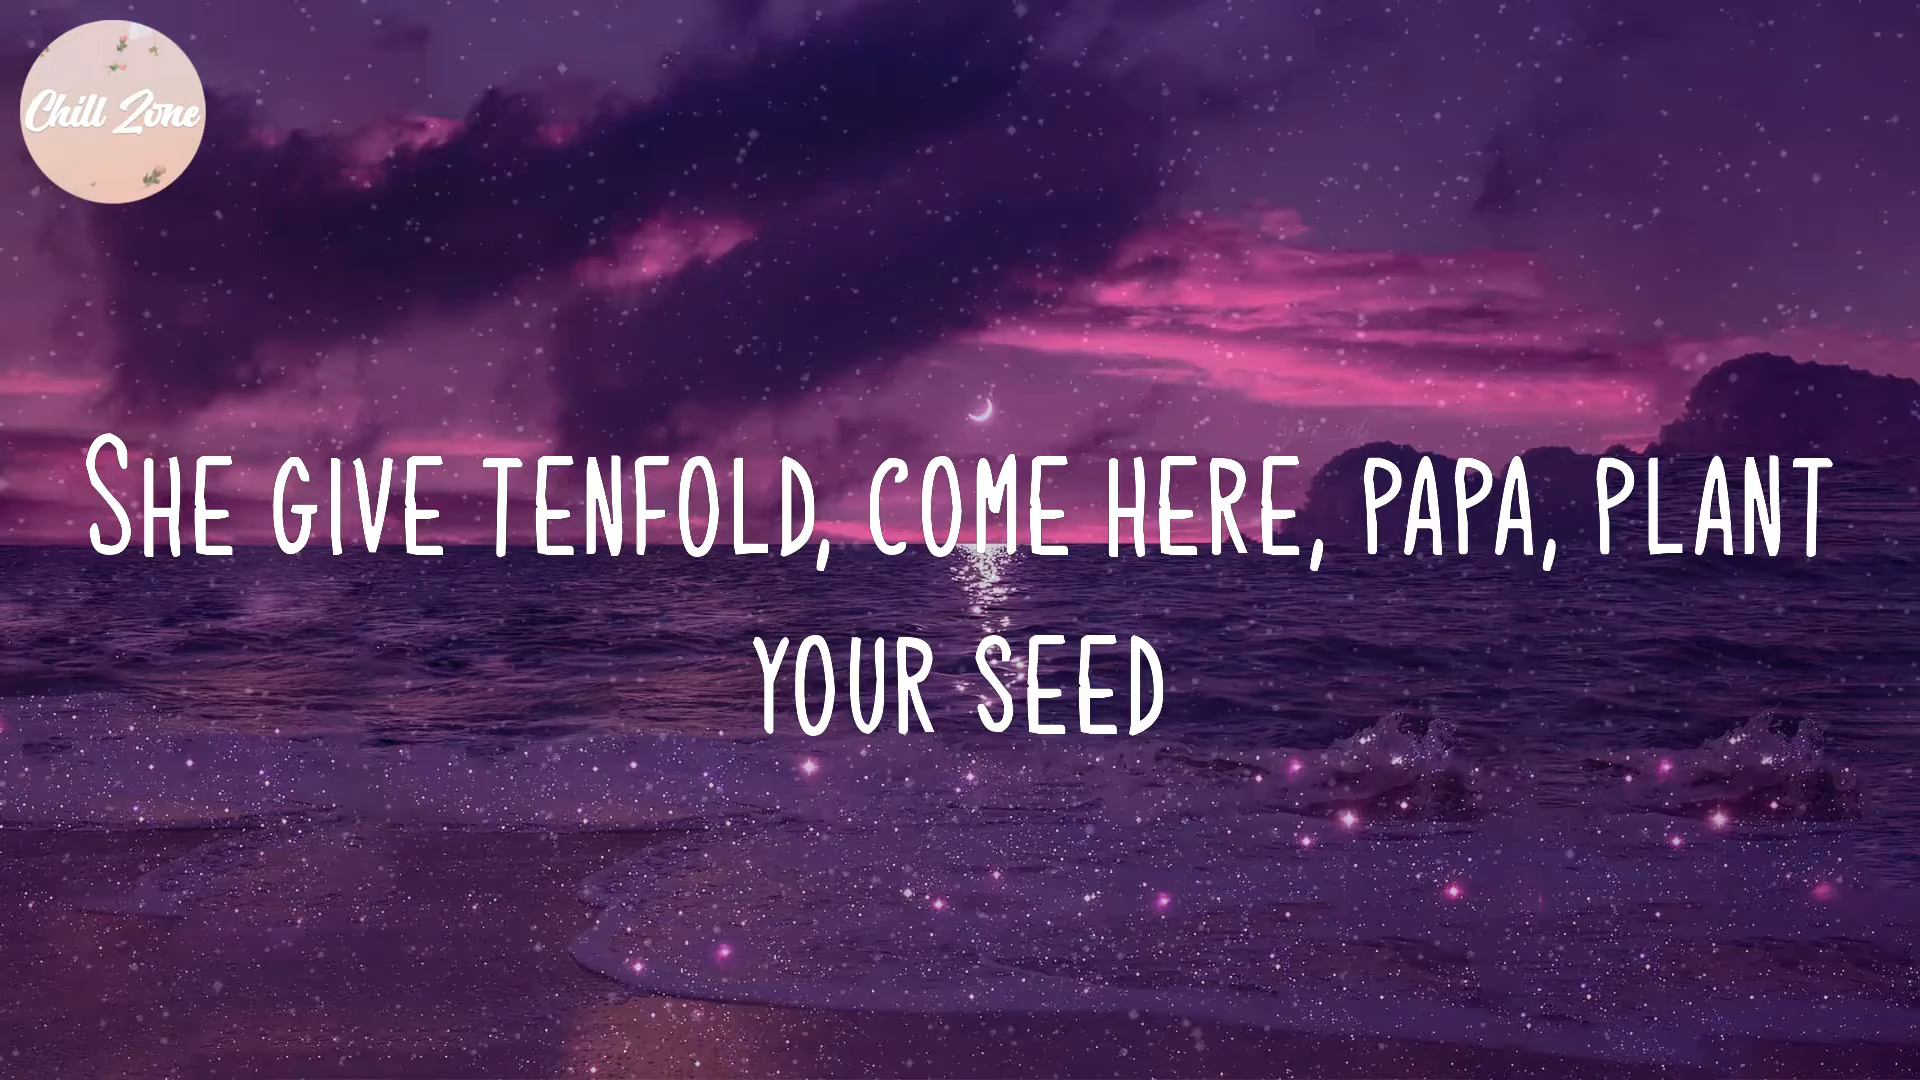 Chill Zone
She give tenfold, come here, papa, plant
your seed